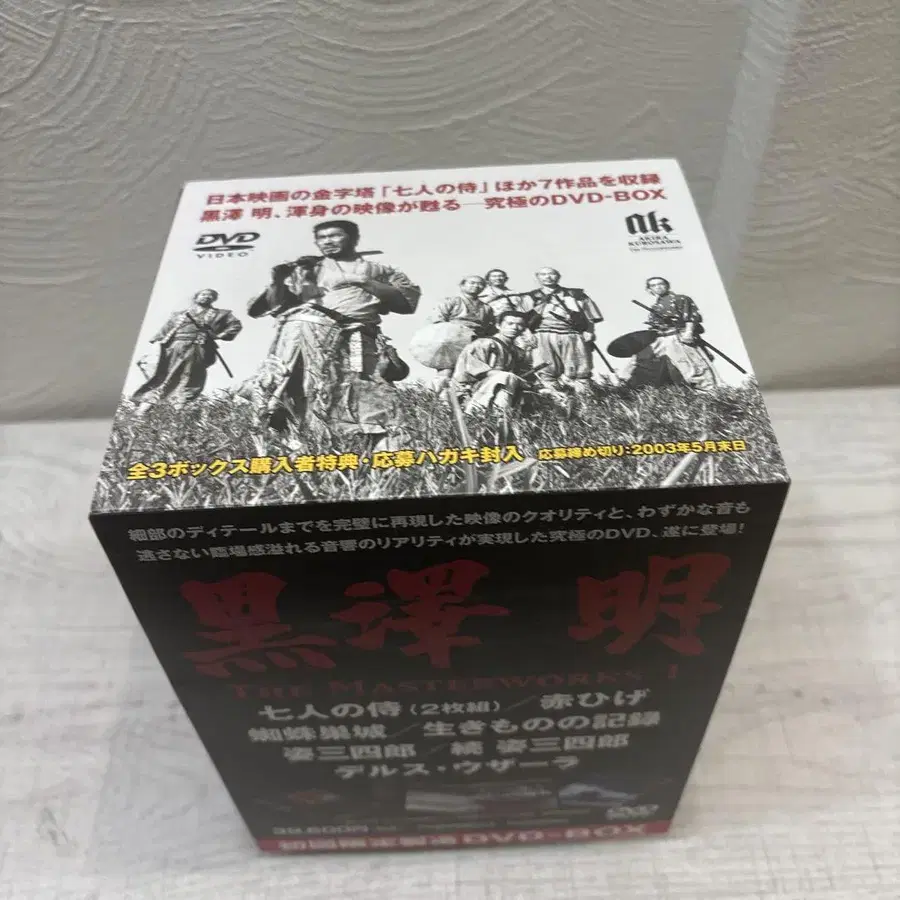 日本映画の金字塔「七人の侍」ほか7作品を収録
黒澤 明、渾身の映像が甦る─究極のDVD-BOX
DVD
VIDEO
AK
AKIRA
KUROSAWA
全3ボックス購入者特典・応募ハガキ封入 応募締め切り:2003年5月末日
細部のディテールまでを完璧に再現した映像のクオリティと、わずかな音も
逃さない臨場感溢れる音響のリアリティが実現した究極のDVD、遂に登場!
黒澤 明
THE MASTERWORKS 1
七人の侍(2枚組)/赤ひげ
蜘蛛巣城/生きものの記録
姿三四郎/続 姿三四郎
デルス・ウザーラ
DVD
初回限定製造DVD-BOX